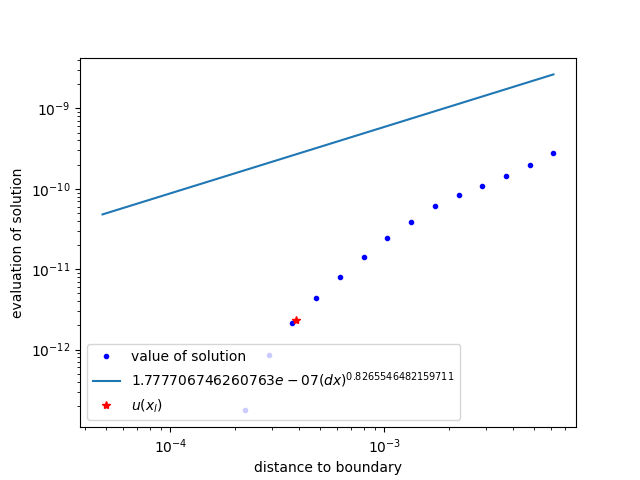 10⁻⁹
10⁻¹⁰
10⁻¹¹
10⁻¹²
evaluation of solution
value of solution
1.777706746260763e − 07(dx)^0.8265546482159711
u(x_l)
10⁻⁴
10⁻³
distance to boundary